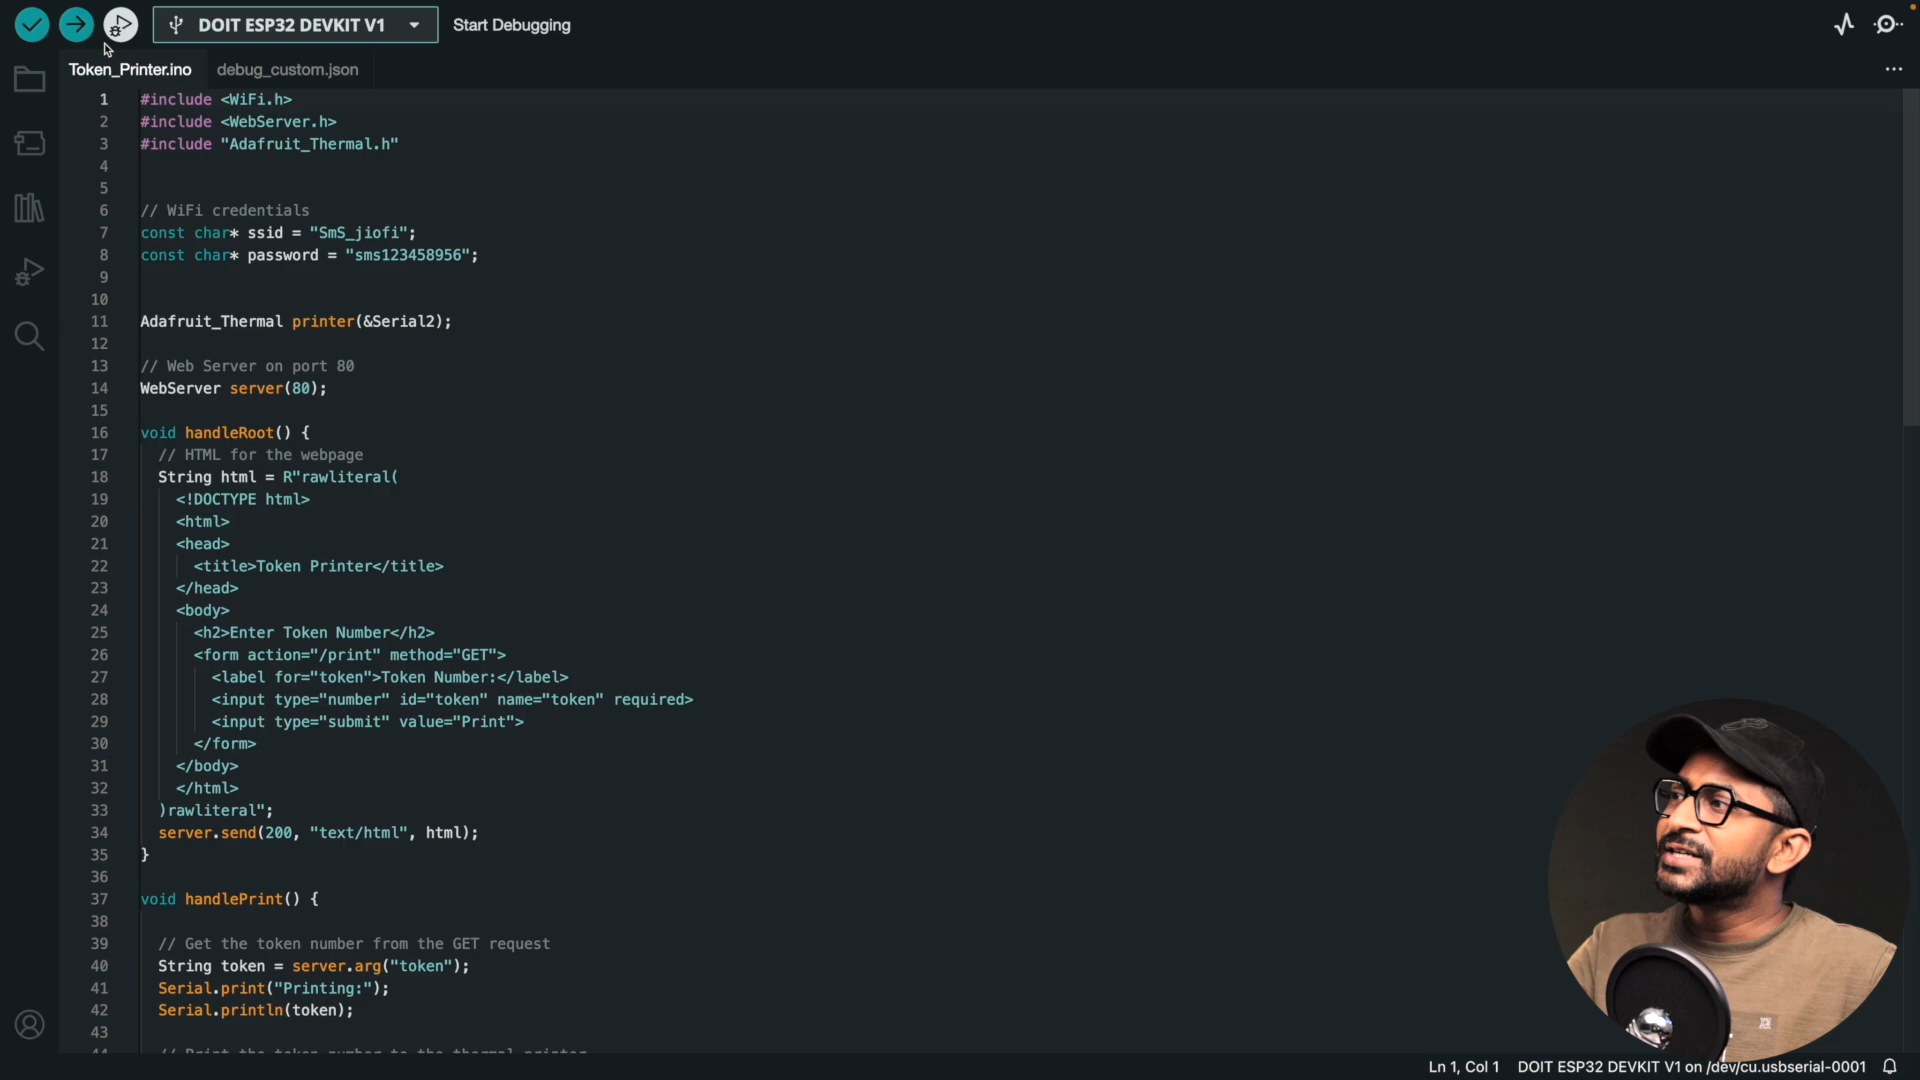 DOIT ESP32 DEVKIT V1 Start Debugging
Token_Printer.ino debug_custom.json
1 #include <WiFi.h>
2 #include <WebServer.h>
3 #include "Adafruit_Thermal.h"
4
5
6 // WiFi credentials
7 const char* ssid = "SmS_jiofi";
8 const char* password = "sms123458956";
9
10
11 Adafruit_Thermal printer(&Serial2);
12
13 // Web Server on port 80
14 WebServer server(80);
15
16 void handleRoot() {
17 // HTML for the webpage
18 String html = R"rawliteral(
19 <!DOCTYPE html>
20 <html>
21 <head>
22 <title>Token Printer</title>
23 </head>
24 <body>
25 <h2>Enter Token Number</h2>
26 <form action="/print" method="GET">
27 <label for="token">Token Number:</label>
28 <input type="number" id="token" name="token" required>
29 <input type="submit" value="Print">
30 </form>
31 </body>
32 </html>
33 )rawliteral";
34 server.send(200, "text/html", html);
35 }
36
37 void handlePrint() {
38
39 // Get the token number from the GET request
40 String token = server.arg("token");
41 Serial.print("Printing:");
42 Serial.println(token);
43
44 // Print the token number to the thermal printer
Ln 1, Col 1 DOIT ESP32 DEVKIT V1 on /dev/cu.usbserial-0001